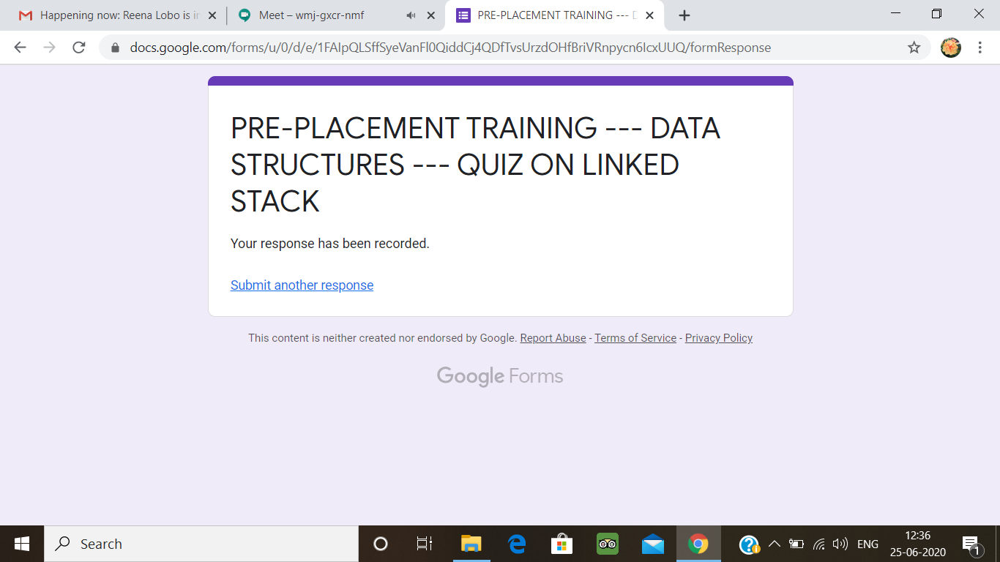 Happening now: Reena Lobo is in
Meet – wmj-gxcr-nmf
PRE-PLACEMENT TRAINING --- D
docs.google.com/forms/u/0/d/e/1FAIpQLSffSyeVanFl0QiddCj4QDfTvsUrzdOHfBriVRnpycn6IcxUUQ/formResponse
PRE-PLACEMENT TRAINING --- DATA
STRUCTURES --- QUIZ ON LINKED
STACK
Your response has been recorded.
Submit another response
This content is neither created nor endorsed by Google. Report Abuse - Terms of Service - Privacy Policy
Google Forms
Search
ENG
12:36
25-06-2020
1